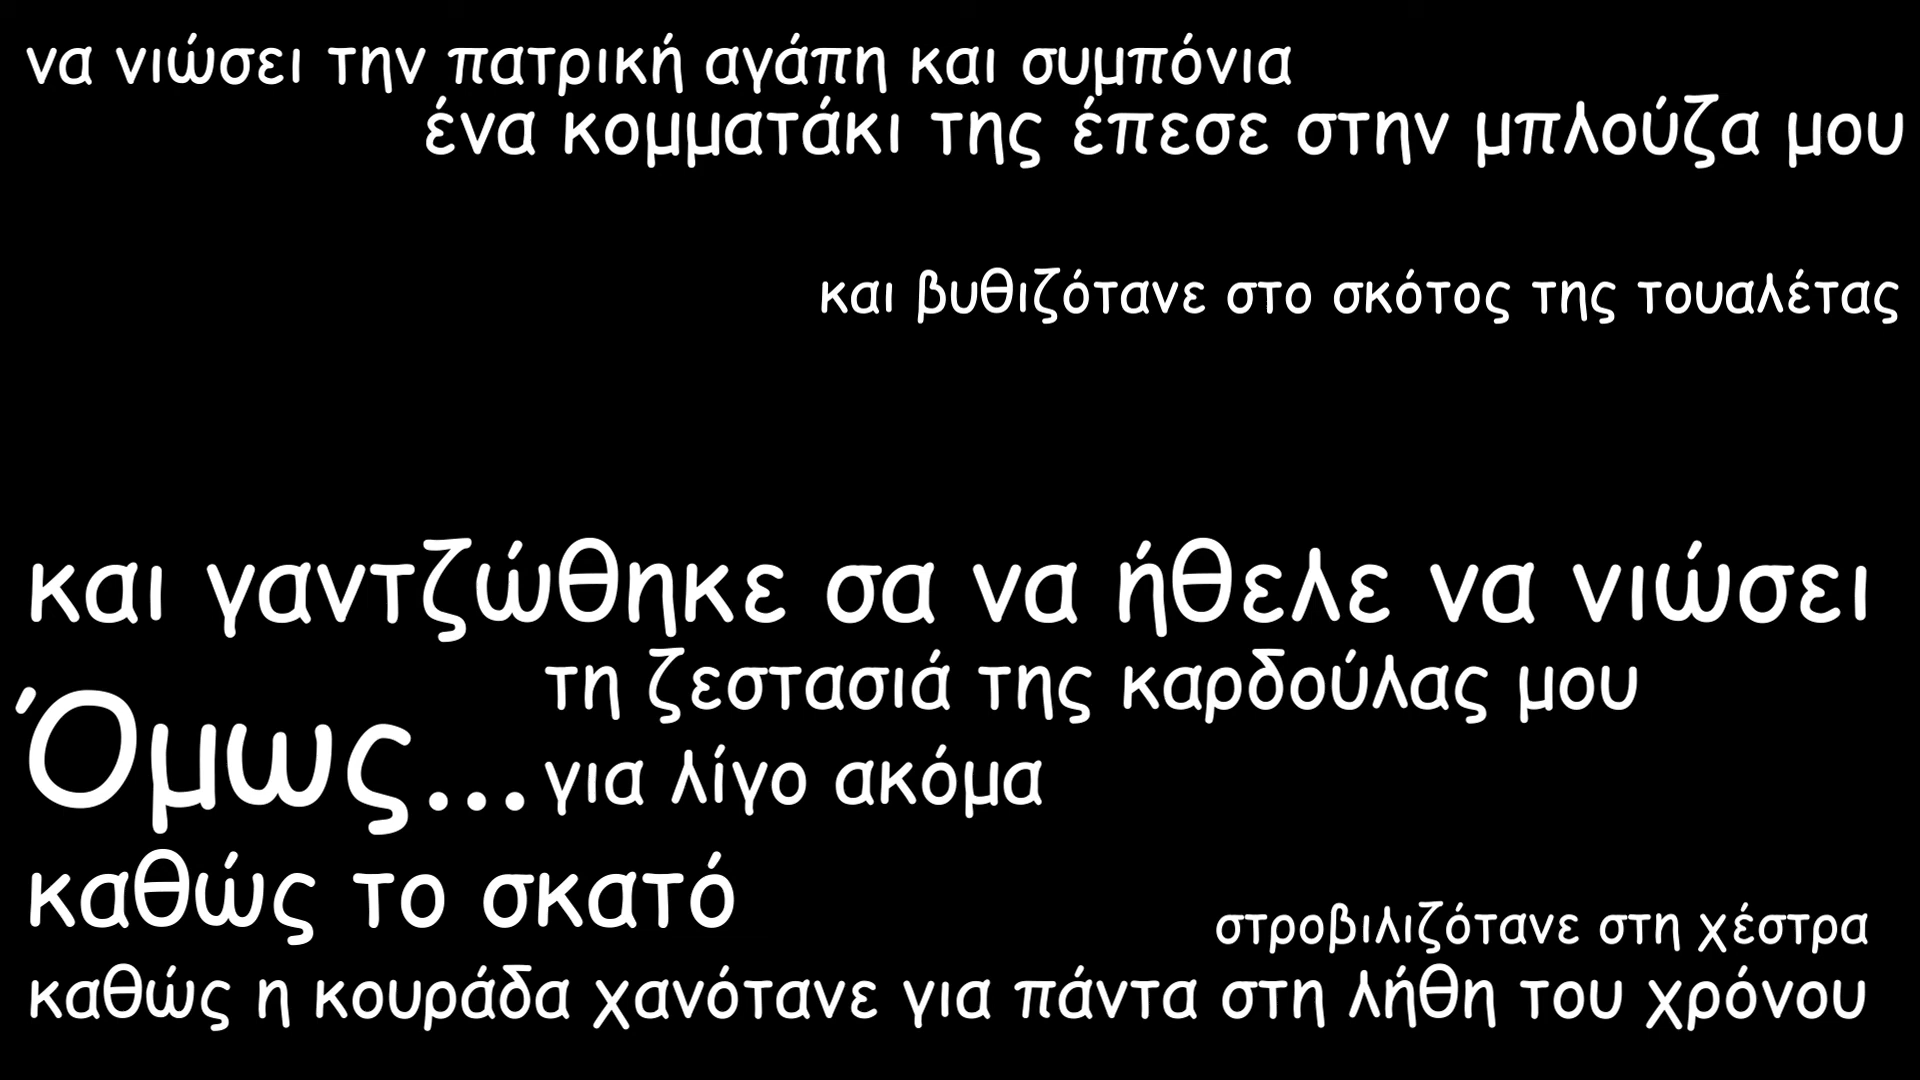 να νιώσει την πατρική αγάπη και συμπόνια
ένα κομματάκι της έπεσε στην μπλούζα μου
και βυθιζότανε στο σκότος της τουαλέτας
και γαντζώθηκε σα να ήθελε να νιώσει
τη ζεστασιά της καρδούλας μου
Όμως...
για λίγο ακόμα
καθώς το σκατό
στροβιλιζότανε στη χέστρα
καθώς η κουράδα χανότανε για πάντα στη λήθη του χρόνου